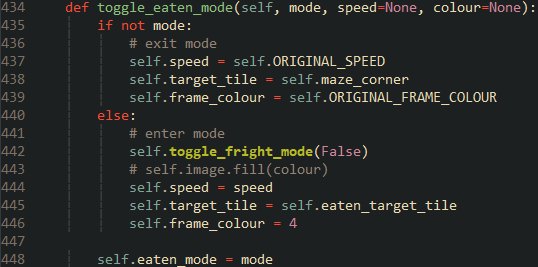 434 def toggle_eaten_mode(self, mode, speed=None, colour=None):
435 if not mode:
436 # exit mode
437 self.speed = self.ORIGINAL_SPEED
438 self.target_tile = self.maze_corner
439 self.frame_colour = self.ORIGINAL_FRAME_COLOUR
440 else:
441 # enter mode
442 self.toggle_fright_mode(False)
443 # self.image.fill(colour)
444 self.speed = speed
445 self.target_tile = self.eaten_target_tile
446 self.frame_colour = 4
447
448 self.eaten_mode = mode